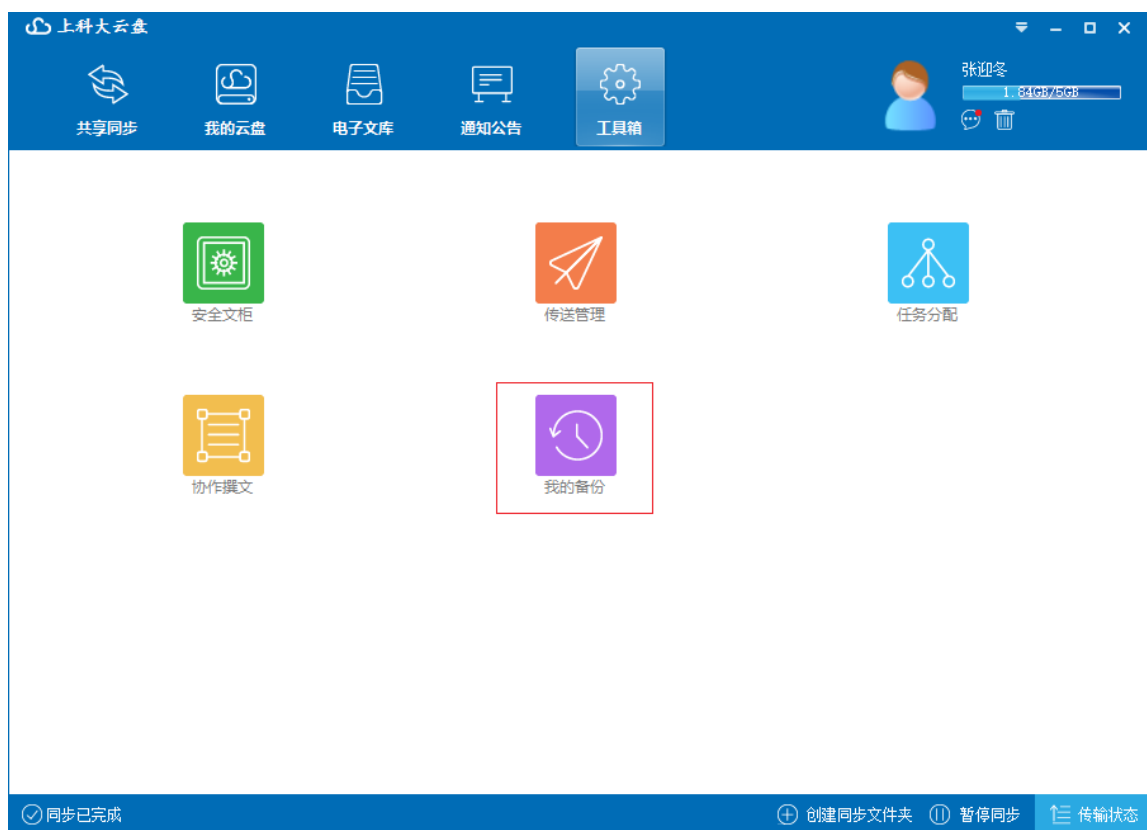 上科大云盘
张迎冬
1.84GB/5GB
共享同步 我的云盘 电子文库 通知公告 工具箱
安全文柜 传送管理 任务分配
协作撰文 我的备份
同步已完成 创建同步文件夹 暂停同步 传输状态